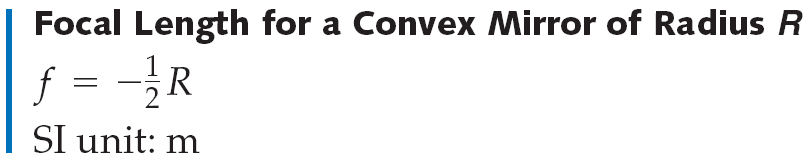 Focal Length for a Convex Mirror of Radius R
f = −½R
SI unit: m